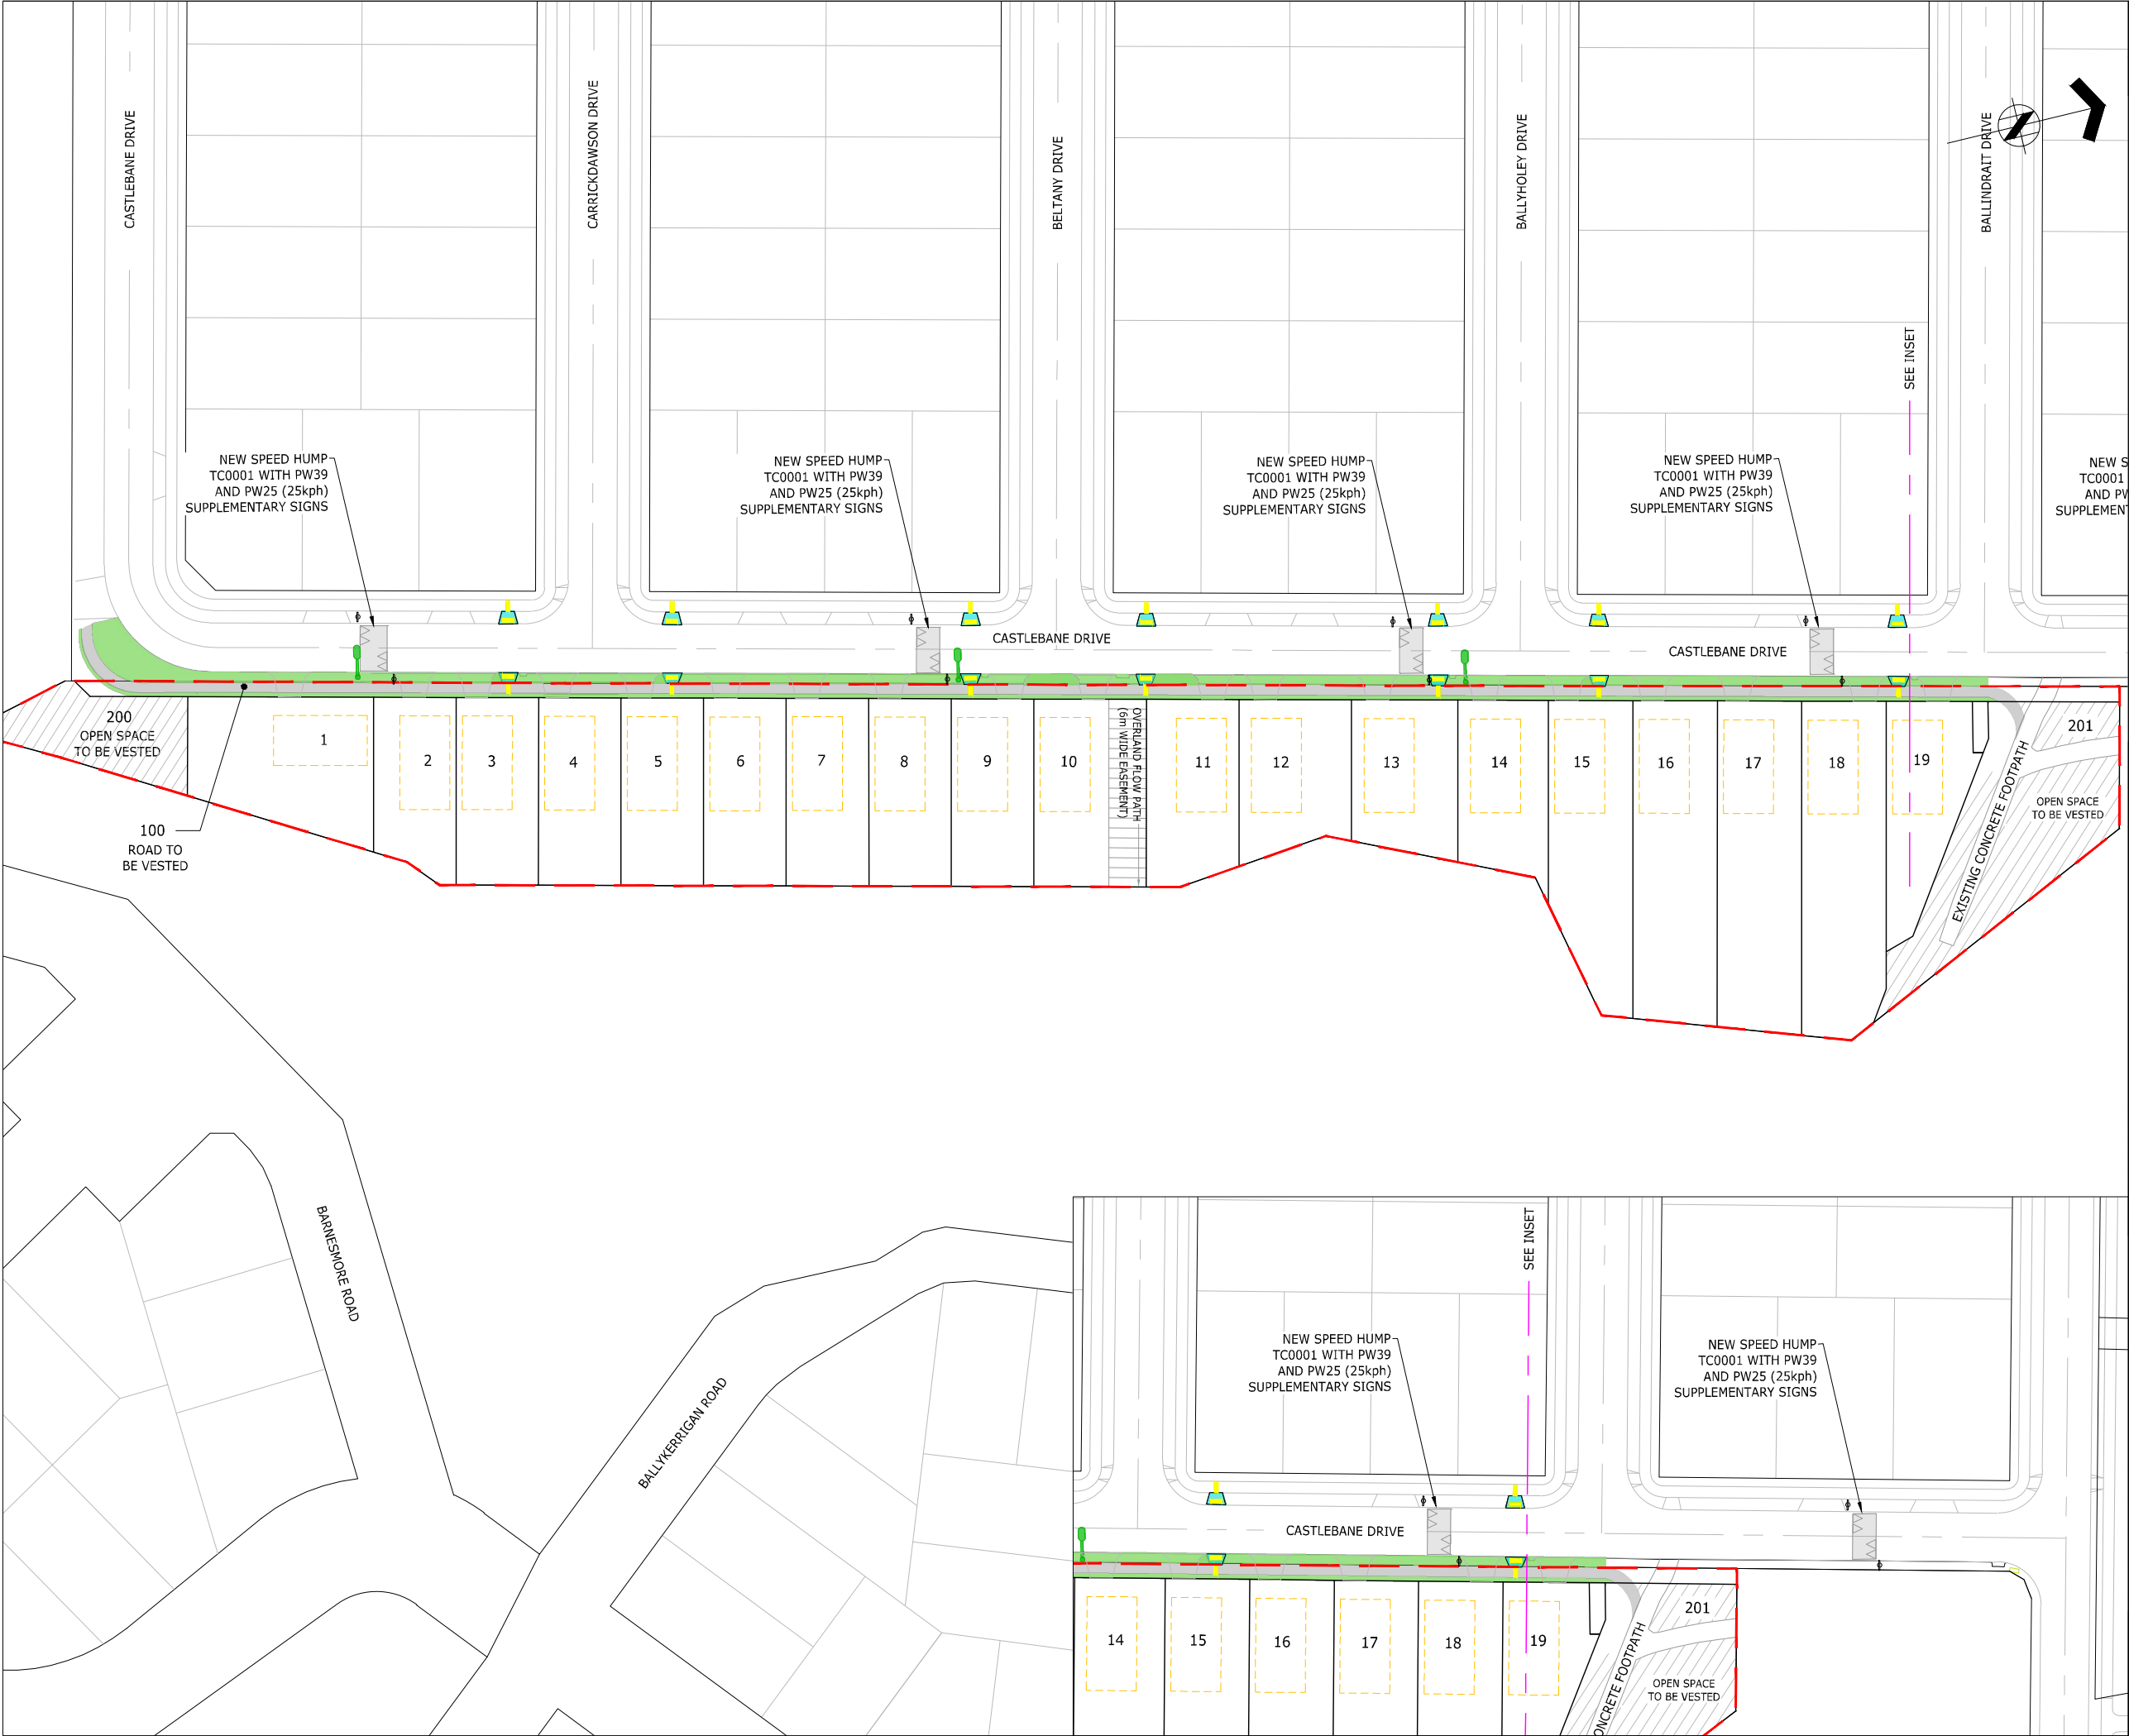 CASTLEBANE DRIVE
CARRICKDAWSON DRIVE
BELTANY DRIVE
BALLYHOLEY DRIVE
BALLINDRAIT DRIVE
SEE INSET
NEW SPEED HUMP
TC0001 WITH PW39
AND PW25 (25kph)
SUPPLEMENTARY SIGNS
NEW SPEED HUMP
TC0001 WITH PW39
AND PW25 (25kph)
SUPPLEMENTARY SIGNS
NEW SPEED HUMP
TC0001 WITH PW39
AND PW25 (25kph)
SUPPLEMENTARY SIGNS
NEW SPEED HUMP
TC0001 WITH PW39
AND PW25 (25kph)
SUPPLEMENTARY SIGNS
NEW S
TC0001
AND PW
SUPPLEMENT
CASTLEBANE DRIVE
CASTLEBANE DRIVE
200
OPEN SPACE
TO BE VESTED
1
2
3
4
5
6
7
8
9
10
OVERLAND FLOW PATH
(6m WIDE EASEMENT)
11
12
13
14
15
16
17
18
19
EXISTING CONCRETE FOOTPATH
201
OPEN SPACE
TO BE VESTED
100
ROAD TO
BE VESTED
BARNESMORE ROAD
BALLYKERRIGAN ROAD
SEE INSET
NEW SPEED HUMP
TC0001 WITH PW39
AND PW25 (25kph)
SUPPLEMENTARY SIGNS
NEW SPEED HUMP
TC0001 WITH PW39
AND PW25 (25kph)
SUPPLEMENTARY SIGNS
CASTLEBANE DRIVE
14
15
16
17
18
19
ONCRETE FOOTPATH
201
OPEN SPACE
TO BE VESTED